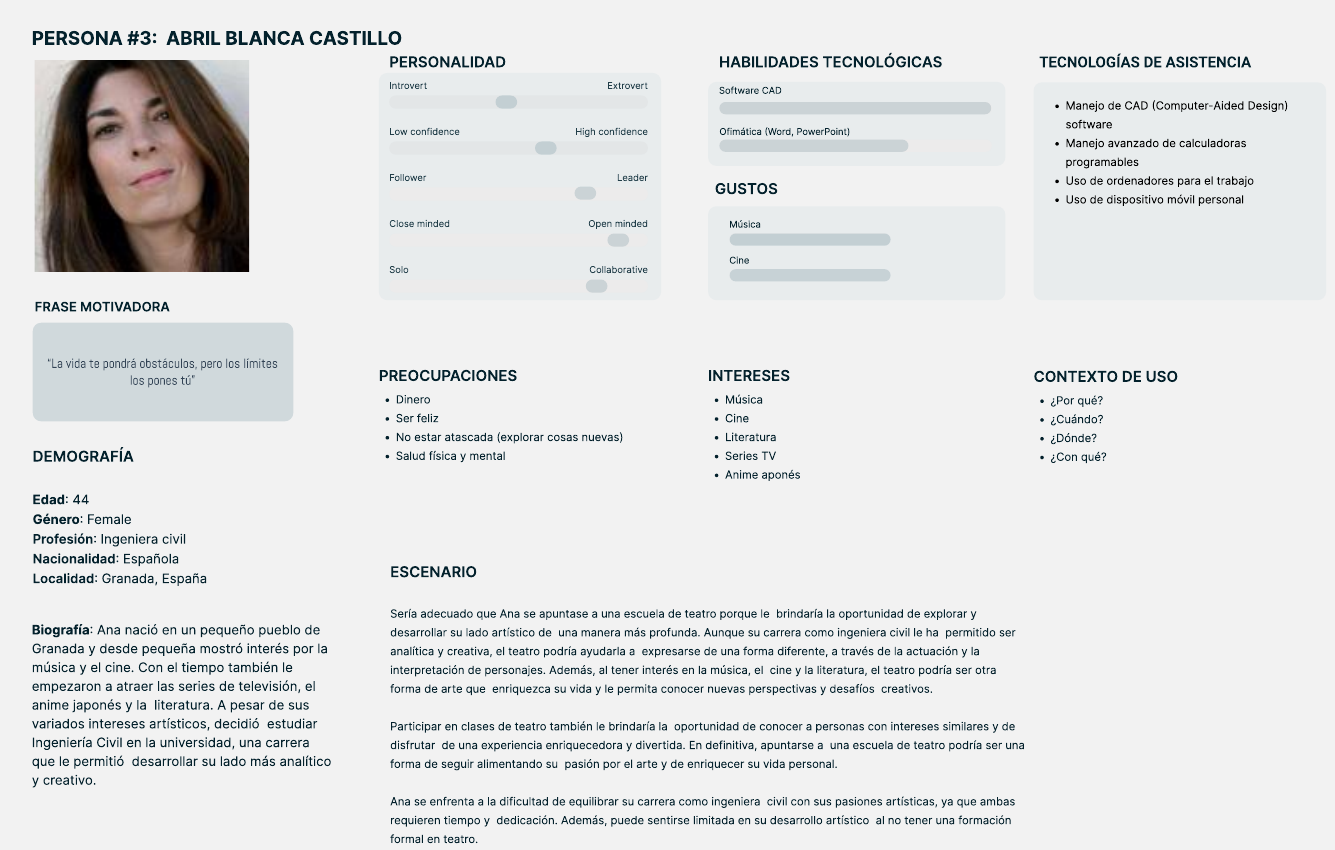 PERSONA #3: ABRIL BLANCA CASTILLO
FRASE MOTIVADORA
“La vida te pondrá obstáculos, pero los límites
los pones tú”
DEMOGRAFÍA
Edad: 44
Género: Female
Profesión: Ingeniera civil
Nacionalidad: Española
Localidad: Granada, España
Biografía: Ana nació en un pequeño pueblo de
Granada y desde pequeña mostró interés por la
música y el cine. Con el tiempo también le
empezaron a atraer las series de televisión, el
anime japonés y la literatura. A pesar de sus
variados intereses artísticos, decidió estudiar
Ingeniería Civil en la universidad, una carrera
que le permitió desarrollar su lado más analítico
y creativo.
PERSONALIDAD
Introvert Extrovert
Low confidence High confidence
Follower Leader
Close minded Open minded
Solo Collaborative
HABILIDADES TECNOLÓGICAS
Software CAD
Ofimática (Word, PowerPoint)
GUSTOS
Música
Cine
TECNOLOGÍAS DE ASISTENCIA
• Manejo de CAD (Computer-Aided Design)
software
• Manejo avanzado de calculadoras
programables
• Uso de ordenadores para el trabajo
• Uso de dispositivo móvil personal
PREOCUPACIONES
• Dinero
• Ser feliz
• No estar atascada (explorar cosas nuevas)
• Salud física y mental
INTERESES
• Música
• Cine
• Literatura
• Series TV
• Anime aponés
CONTEXTO DE USO
• ¿Por qué?
• ¿Cuándo?
• ¿Dónde?
• ¿Con qué?
ESCENARIO
Sería adecuado que Ana se apuntase a una escuela de teatro porque le brindaría la oportunidad de explorar y
desarrollar su lado artístico de una manera más profunda. Aunque su carrera como ingeniera civil le ha permitido ser
analítica y creativa, el teatro podría ayudarla a expresarse de una forma diferente, a través de la actuación y la
interpretación de personajes. Además, al tener interés en la música, el cine y la literatura, el teatro podría ser otra
forma de arte que enriquezca su vida y le permita conocer nuevas perspectivas y desafíos creativos.
Participar en clases de teatro también le brindaría la oportunidad de conocer a personas con intereses similares y de
disfrutar de una experiencia enriquecedora y divertida. En definitiva, apuntarse a una escuela de teatro podría ser una
forma de seguir alimentando su pasión por el arte y de enriquecer su vida personal.
Ana se enfrenta a la dificultad de equilibrar su carrera como ingeniera civil con sus pasiones artísticas, ya que ambas
requieren tiempo y dedicación. Además, puede sentirse limitada en su desarrollo artístico al no tener una formación
formal en teatro.